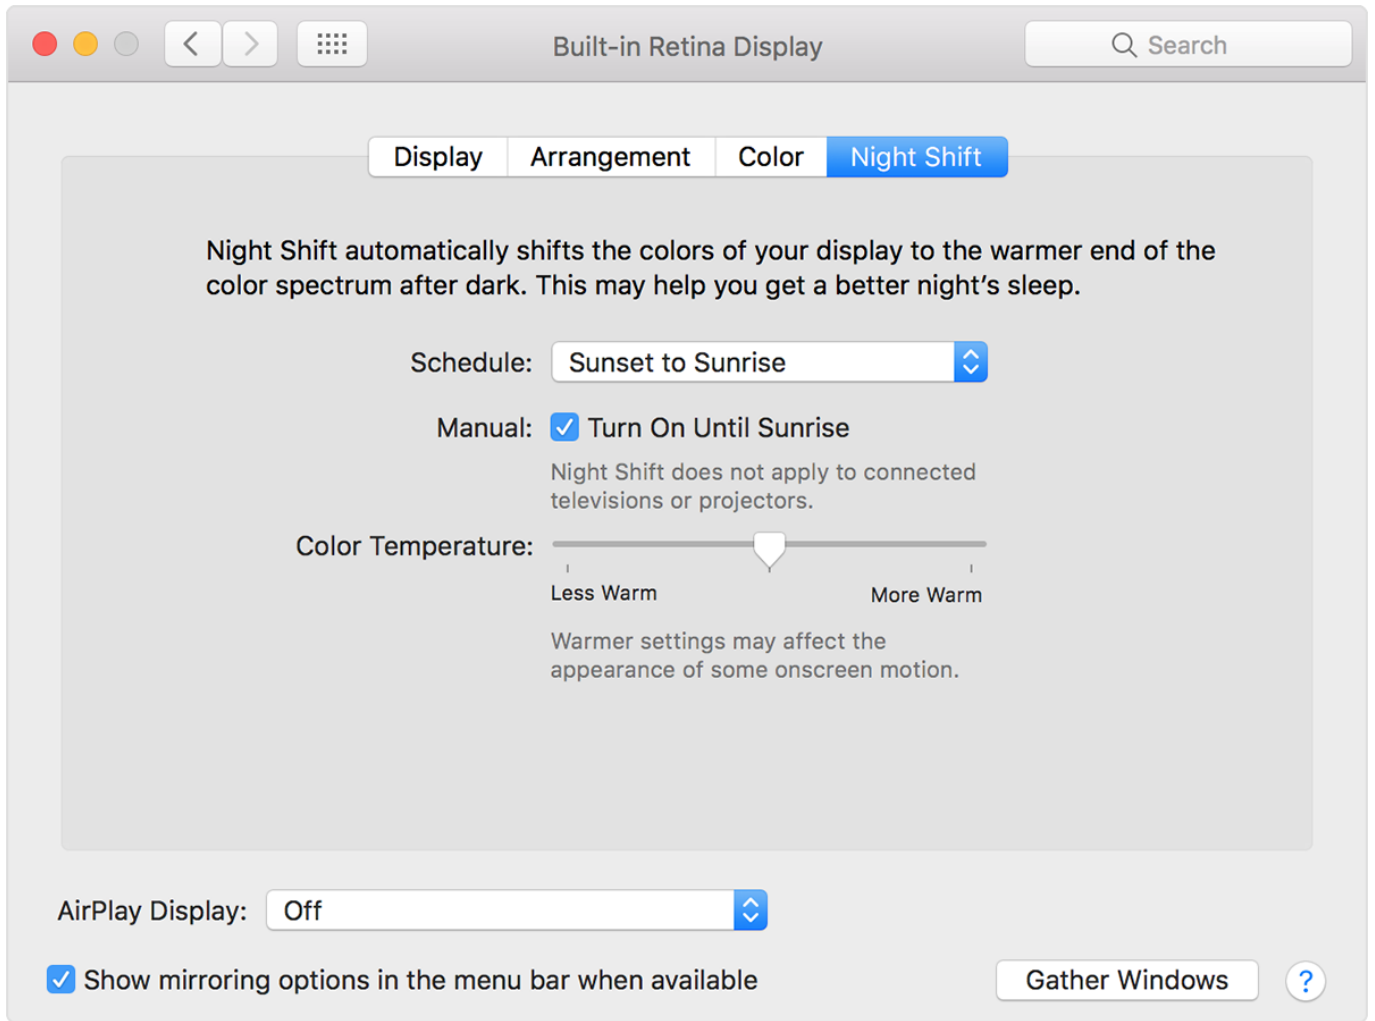 Built-in Retina Display
Search
Display
Arrangement
Color
Night Shift
Night Shift automatically shifts the colors of your display to the warmer end of the
color spectrum after dark. This may help you get a better night’s sleep.
Schedule: Sunset to Sunrise
Manual: Turn On Until Sunrise
Night Shift does not apply to connected
televisions or projectors.
Color Temperature:
Less Warm
More Warm
Warmer settings may affect the
appearance of some onscreen motion.
AirPlay Display: Off
Show mirroring options in the menu bar when available
Gather Windows
?